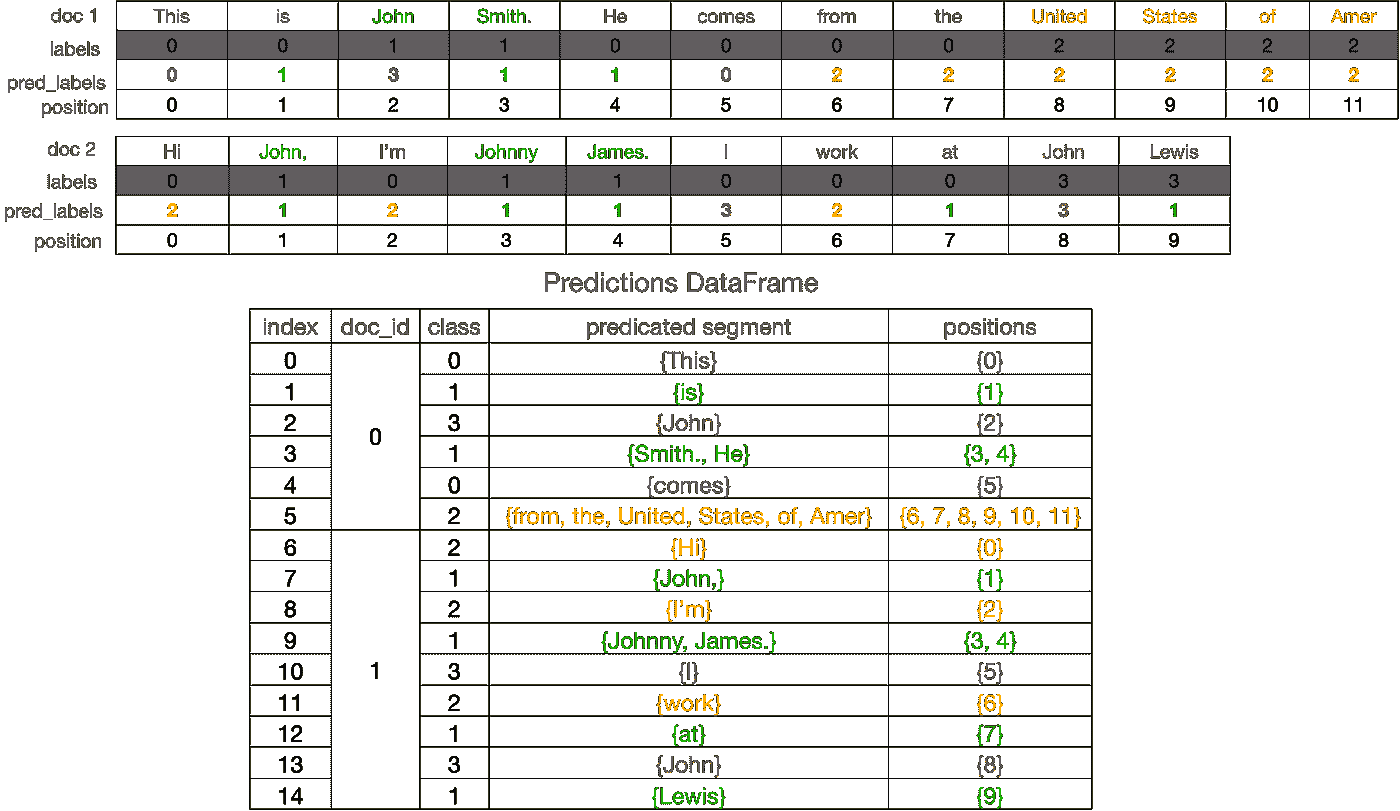 doc 1 This is John Smith. He comes from the United States of Amer
labels 0 0 1 1 0 0 0 0 2 2 2 2
pred_labels 0 1 3 1 1 0 2 2 2 2 2 2
position 0 1 2 3 4 5 6 7 8 9 10 11
doc 2 Hi John, I'm Johnny James. I work at John Lewis
labels 0 1 0 1 1 0 0 0 3 3
pred_labels 2 1 2 1 1 3 2 1 3 1
position 0 1 2 3 4 5 6 7 8 9
Predictions DataFrame
index doc_id class predicated segment positions
0 0 {This} {0}
1 1 {is} {1}
2 3 {John} {2}
0
3 1 {Smith., He} {3, 4}
4 0 {comes} {5}
5 2 {from, the, United, States, of, Amer} {6, 7, 8, 9, 10, 11}
6 2 {Hi} {0}
7 1 {John,} {1}
8 2 {I'm} {2}
9 1 {Johnny, James.} {3, 4}
10 1 3 {I} {5}
11 2 {work} {6}
12 1 {at} {7}
13 3 {John} {8}
14 1 {Lewis} {9}